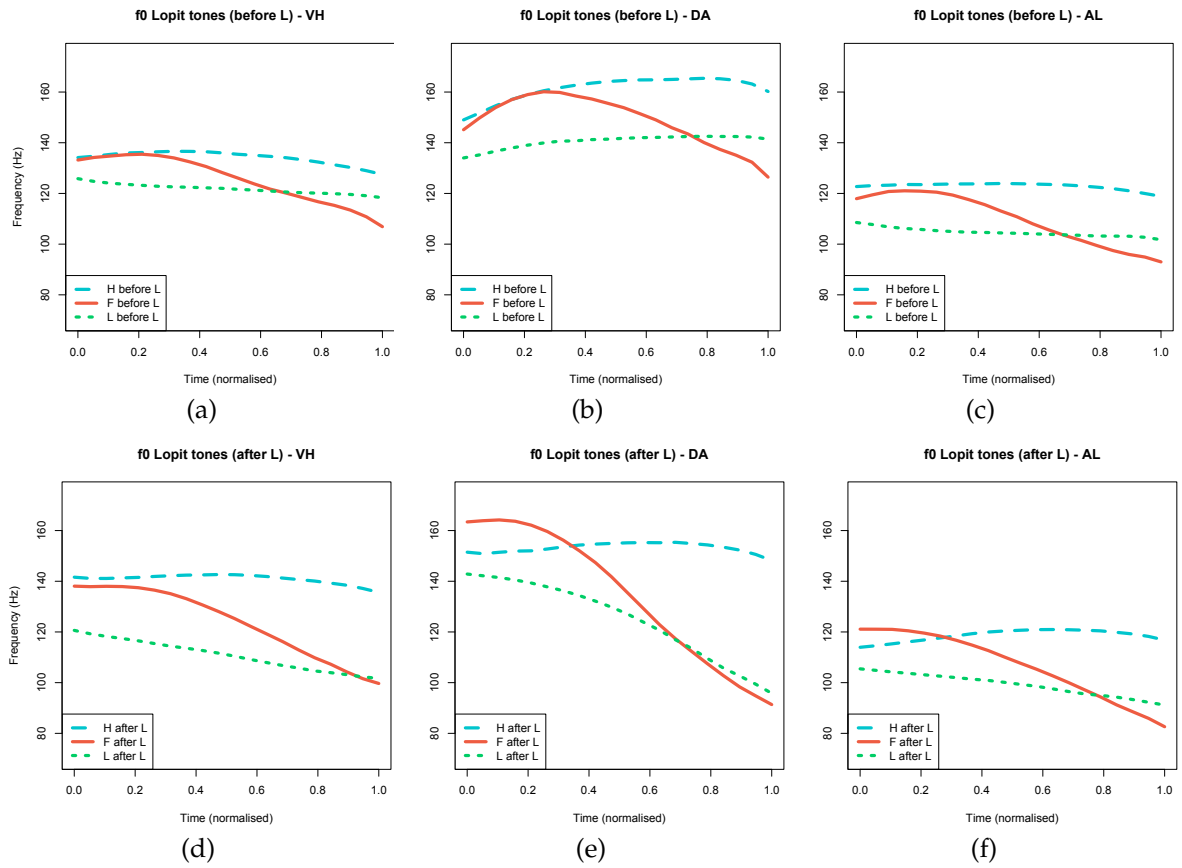 f0 Lopit tones (before L) - VH
Frequency (Hz)
160
140
120
100
80
H before L
F before L
L before L
0.0 0.2 0.4 0.6 0.8 1.0
Time (normalised)
(a)
f0 Lopit tones (before L) - DA
160
140
120
100
80
H before L
F before L
L before L
0.0 0.2 0.4 0.6 0.8 1.0
Time (normalised)
(b)
f0 Lopit tones (before L) - AL
160
140
120
100
80
H before L
F before L
L before L
0.0 0.2 0.4 0.6 0.8 1.0
Time (normalised)
(c)
f0 Lopit tones (after L) - VH
Frequency (Hz)
160
140
120
100
80
H after L
F after L
L after L
0.0 0.2 0.4 0.6 0.8 1.0
Time (normalised)
(d)
f0 Lopit tones (after L) - DA
160
140
120
100
80
H after L
F after L
L after L
0.0 0.2 0.4 0.6 0.8 1.0
Time (normalised)
(e)
f0 Lopit tones (after L) - AL
160
140
120
100
80
H after L
F after L
L after L
0.0 0.2 0.4 0.6 0.8 1.0
Time (normalised)
(f)